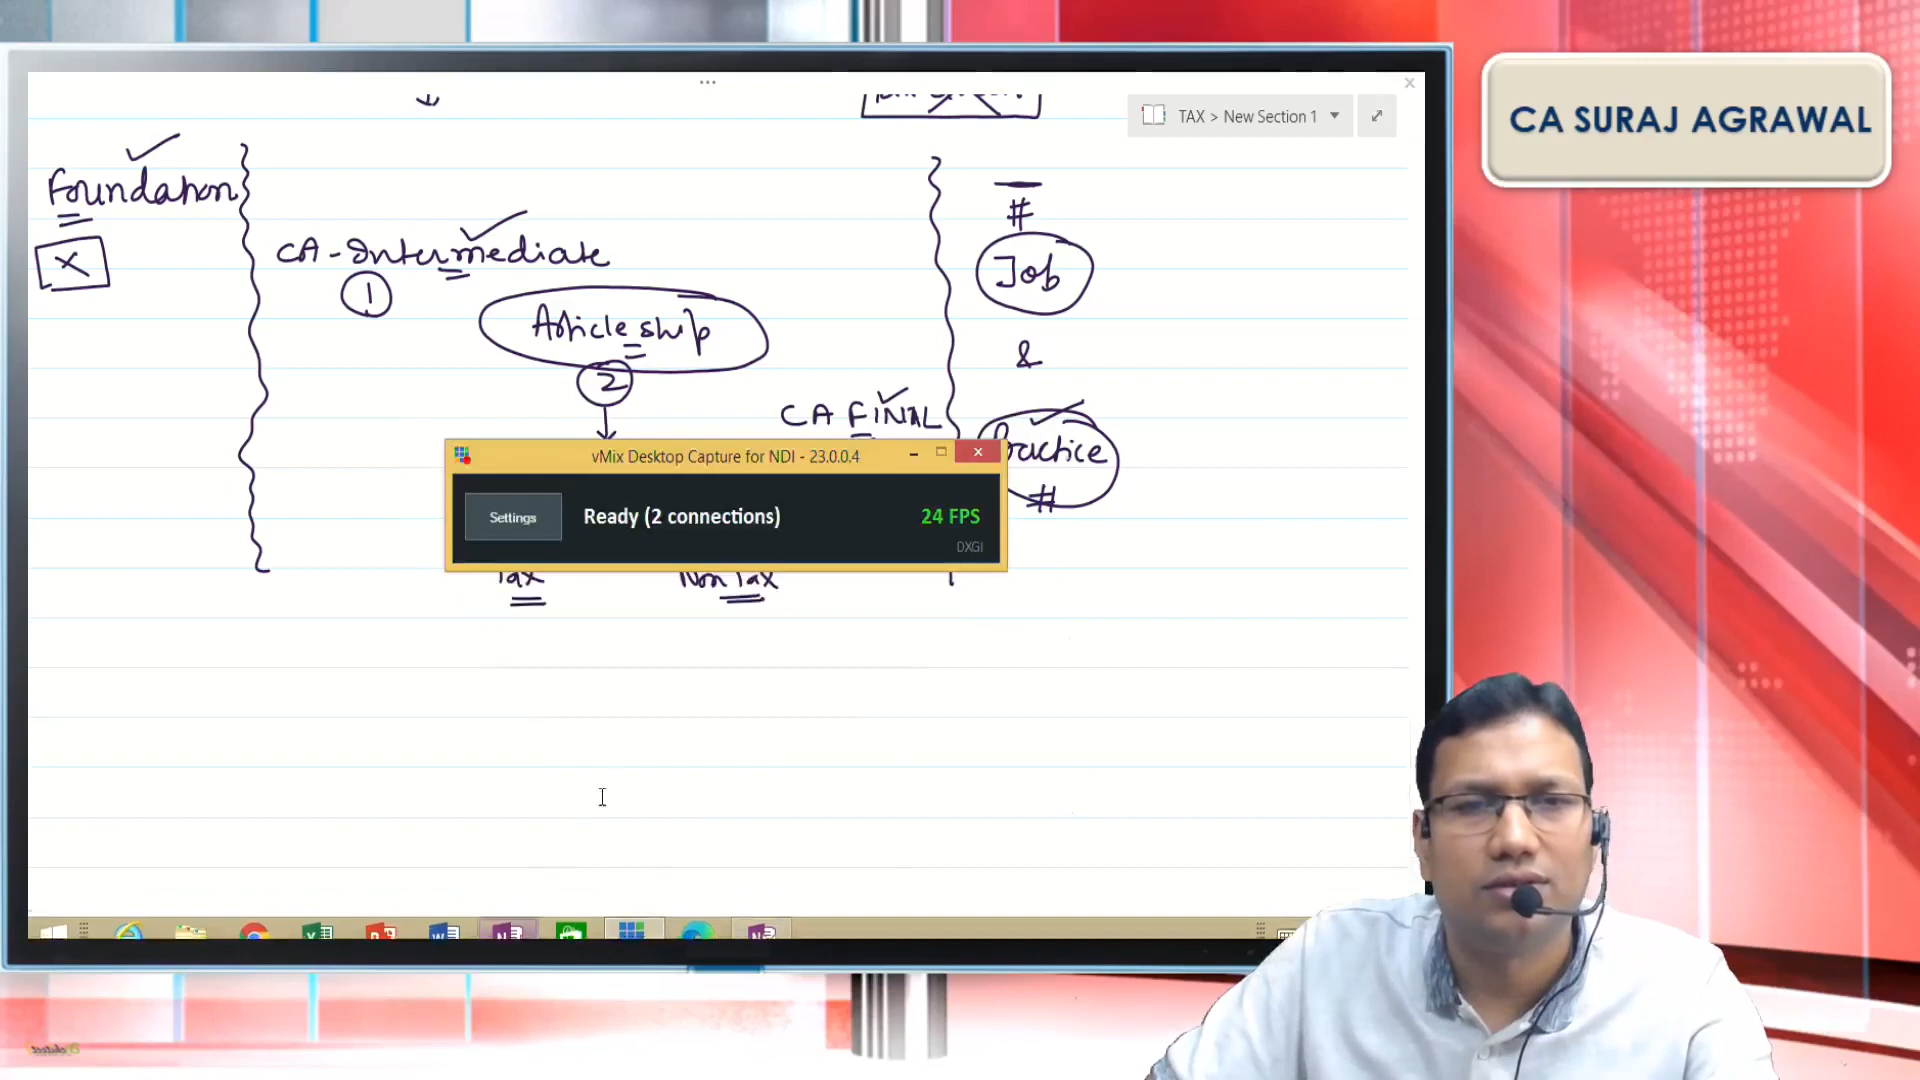 CA SURAJ AGRAWAL
TAX > New Section 1
Foundation
X
CA-Intermediate
1
Articleship
2
CA FINAL
#
Job
&
Practice
#
vMix Desktop Capture for NDI - 23.0.0.4
Settings
Ready (2 connections)
24 FPS
DXGI
Tax
Non Tax